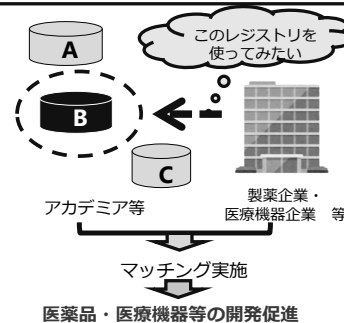 A
このレジストリを
使ってみたい
B
C
アカデミア等
製薬企業・
医療機器企業　等
マッチング実施
医薬品・医療機器等の開発促進